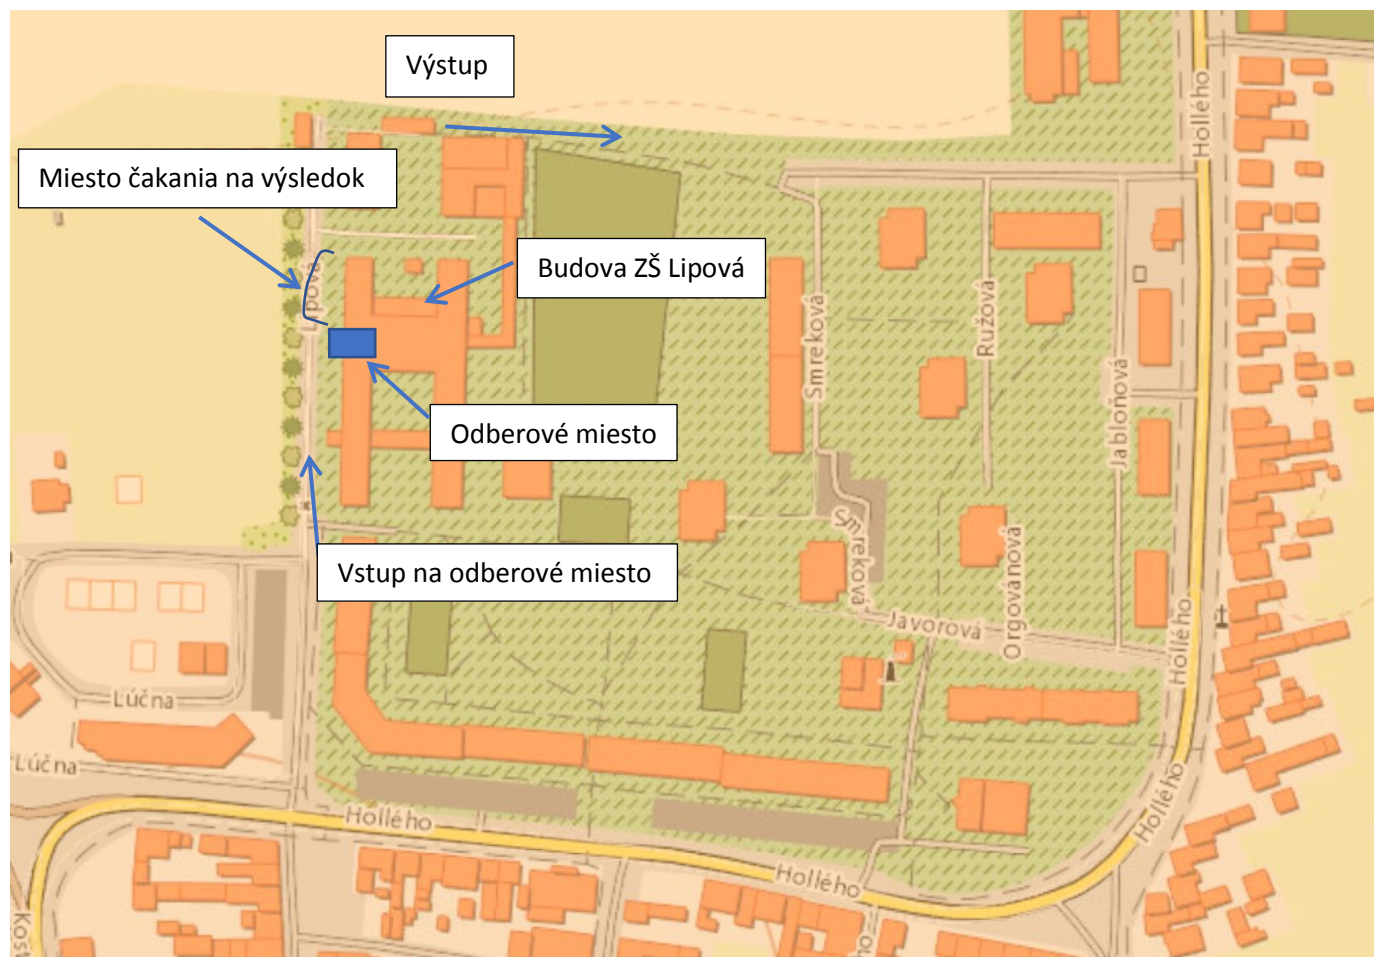 Výstup
Hollého
Miesto čakania na výsledok
Budova ZŠ Lipová
Lipová
Smreková
Ružová
Jabloňová
Odberové miesto
Smreková
Orgovánová
Vstup na odberové miesto
Javorová
Hollého
Lúčna
Lúčna
Hollého
Hollého
Hollého
Kost